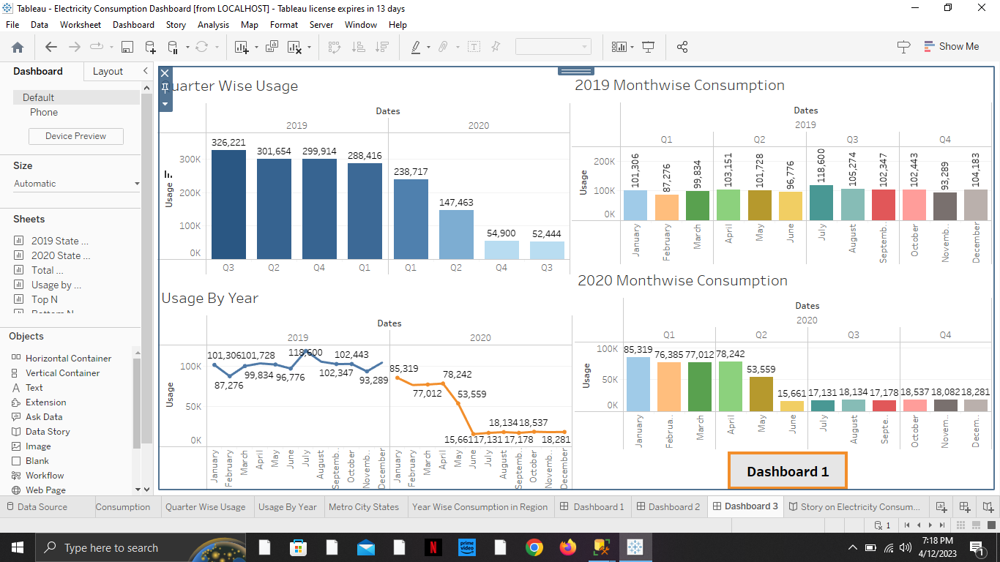 Tableau - Electricity Consumption Dashboard [from LOCALHOST] - Tableau license expires in 13 days
File Data Worksheet Dashboard Story Analysis Map Format Server Window Help
Show Me
Dashboard Layout
Default
Phone
Device Preview
Size
Automatic
Sheets
2019 State ...
2020 State ...
Total ...
Usage by ...
Top N
Objects
Horizontal Container
Vertical Container
Text
Extension
Ask Data
Data Story
Image
Blank
Workflow
Web Page
Quarter Wise Usage
Dates
2019 2020
Usage
300K
200K
100K
0K
326,221 301,654 299,914 288,416 238,717 147,463 54,900 52,444
Q3 Q2 Q4 Q1 Q1 Q2 Q4 Q3
2019 Monthwise Consumption
Dates
2019
Q1 Q2 Q3 Q4
Usage
200K
100K
0K
101,306 87,276 99,834 103,151 101,728 96,776 118,600 105,274 102,347 102,443 93,289 104,183
January February March April May June July August Septemb.. October Novemb.. December
Usage By Year
Dates
2019 2020
Usage
100K
50K
0K
101,306 101,728 118,600 102,443
87,276 99,834 96,776 102,347 93,289
85,319 78,242
77,012 53,559
18,134 18,537
15,661 17,131 17,178 18,281
January February March April May June July August Septemb.. October Novemb.. December January February March April May June July August Septemb.. October Novemb.. December
2020 Monthwise Consumption
Dates
2020
Q1 Q2 Q3 Q4
Usage
100K
50K
0K
85,319 76,385 77,012 78,242 53,559 15,661 17,131 18,134 17,178 18,537 18,082 18,281
January Februa.. March April May June July August Septe.. October Novem.. Decem..
Dashboard 1
Data Source Consumption Quarter Wise Usage Usage By Year Metro City States Year Wise Consumption in Region Dashboard 1 Dashboard 2 Dashboard 3 Story on Electricity Consum...
1
Type here to search
prime video
N
7:18 PM
4/12/2023
1